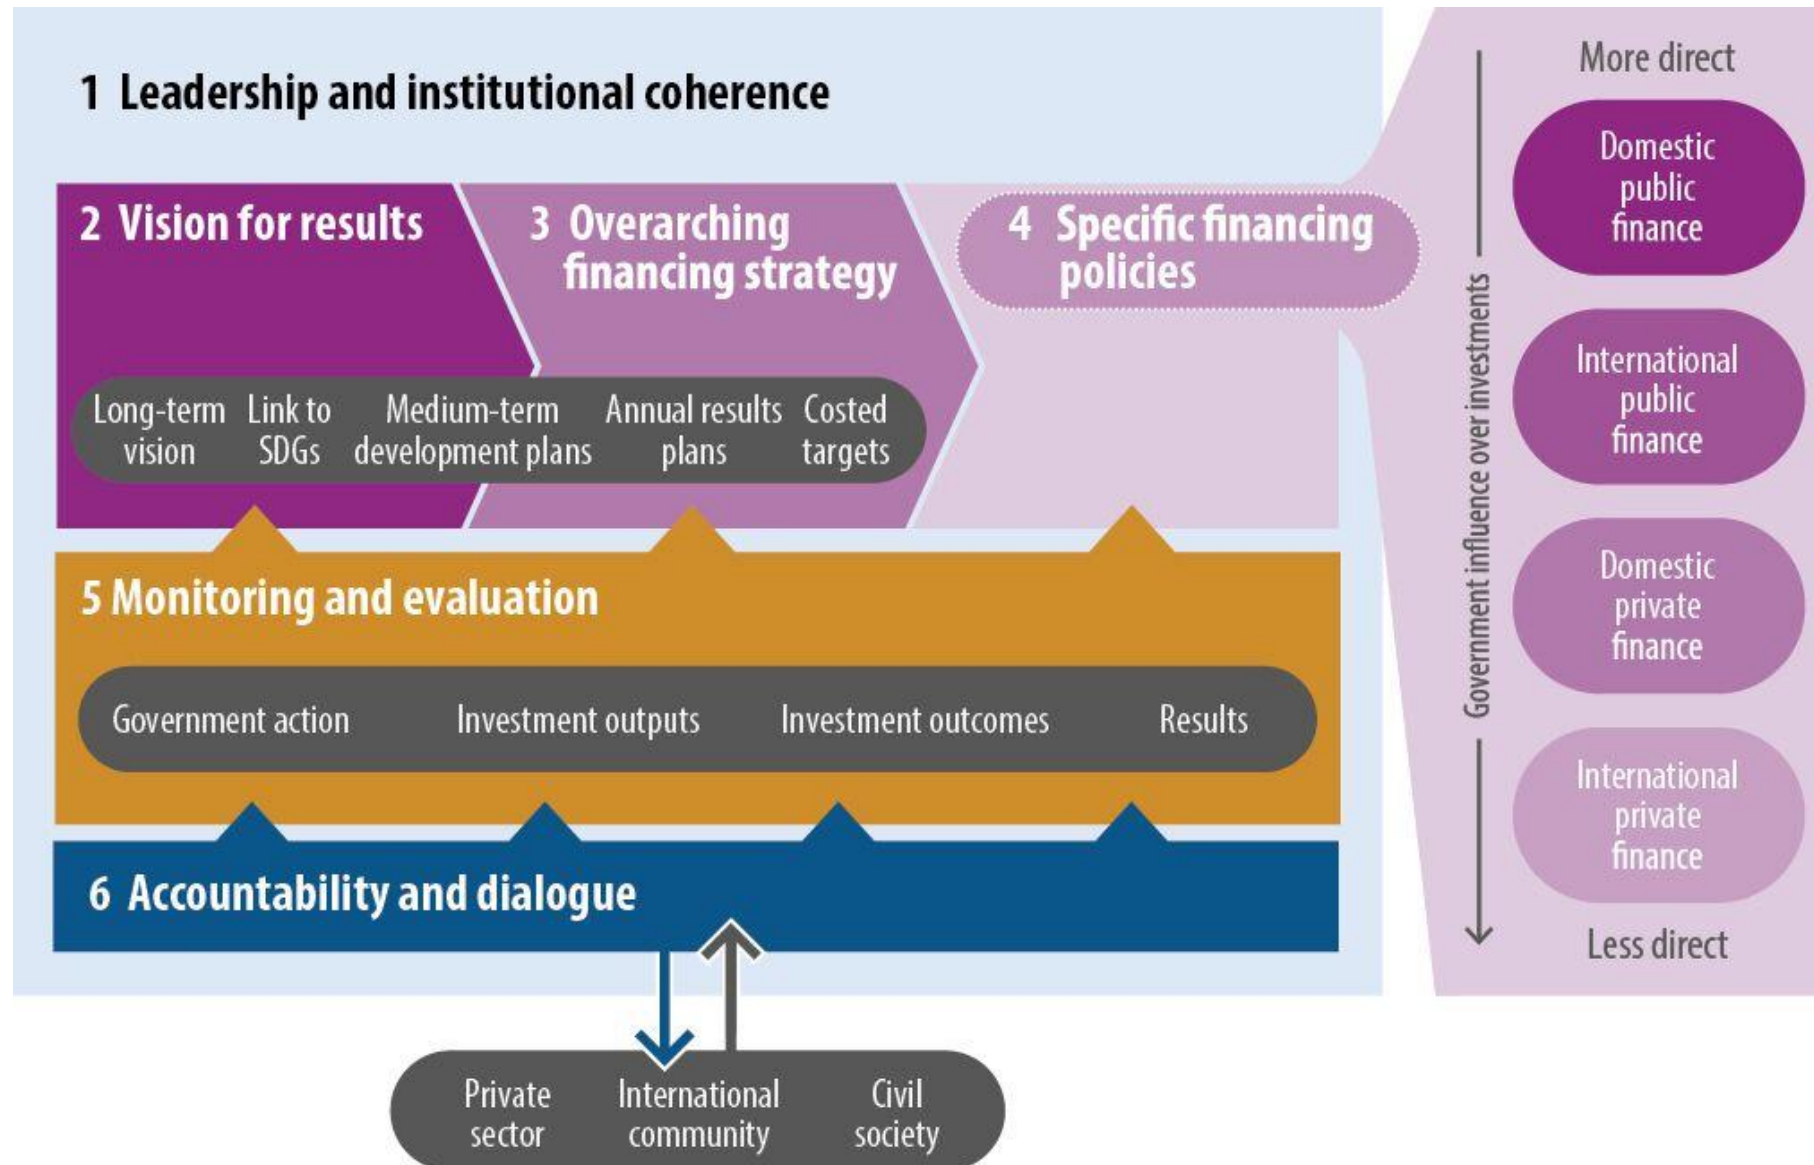 1 Leadership and institutional coherence
2 Vision for results
3 Overarching
financing strategy
4 Specific financing
policies
Long-term
vision
Link to
SDGs
Medium-term
development plans
Annual results
plans
Costed
targets
5 Monitoring and evaluation
Government action
Investment outputs
Investment outcomes
Results
6 Accountability and dialogue
Private
sector
International
community
Civil
society
Government influence over investments
More direct
Domestic
public
finance
International
public
finance
Domestic
private
finance
International
private
finance
Less direct